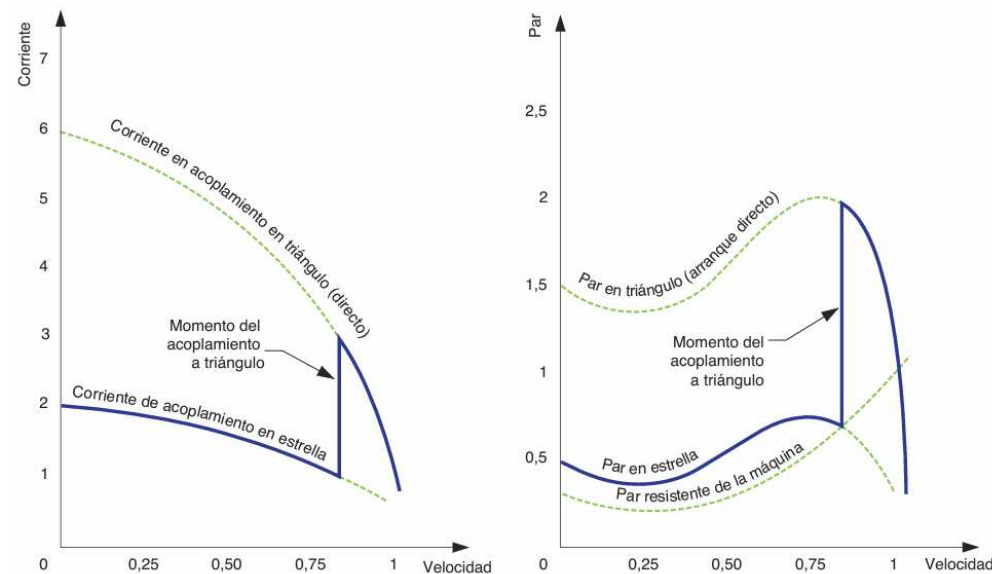 Corriente
7
6
5
4
3
2
1
0
0,25
0,50
0,75
1
Velocidad
Corriente en acoplamiento en triángulo (directo)
Momento del
acoplamiento
a triángulo
Corriente de acoplamiento en estrella
Par
2,5
2
1,5
1
0,5
0
0,25
0,50
0,75
1
Velocidad
Par en triángulo (arranque directo)
Momento del
acoplamiento
a triángulo
Par en estrella
Par resistente de la máquina